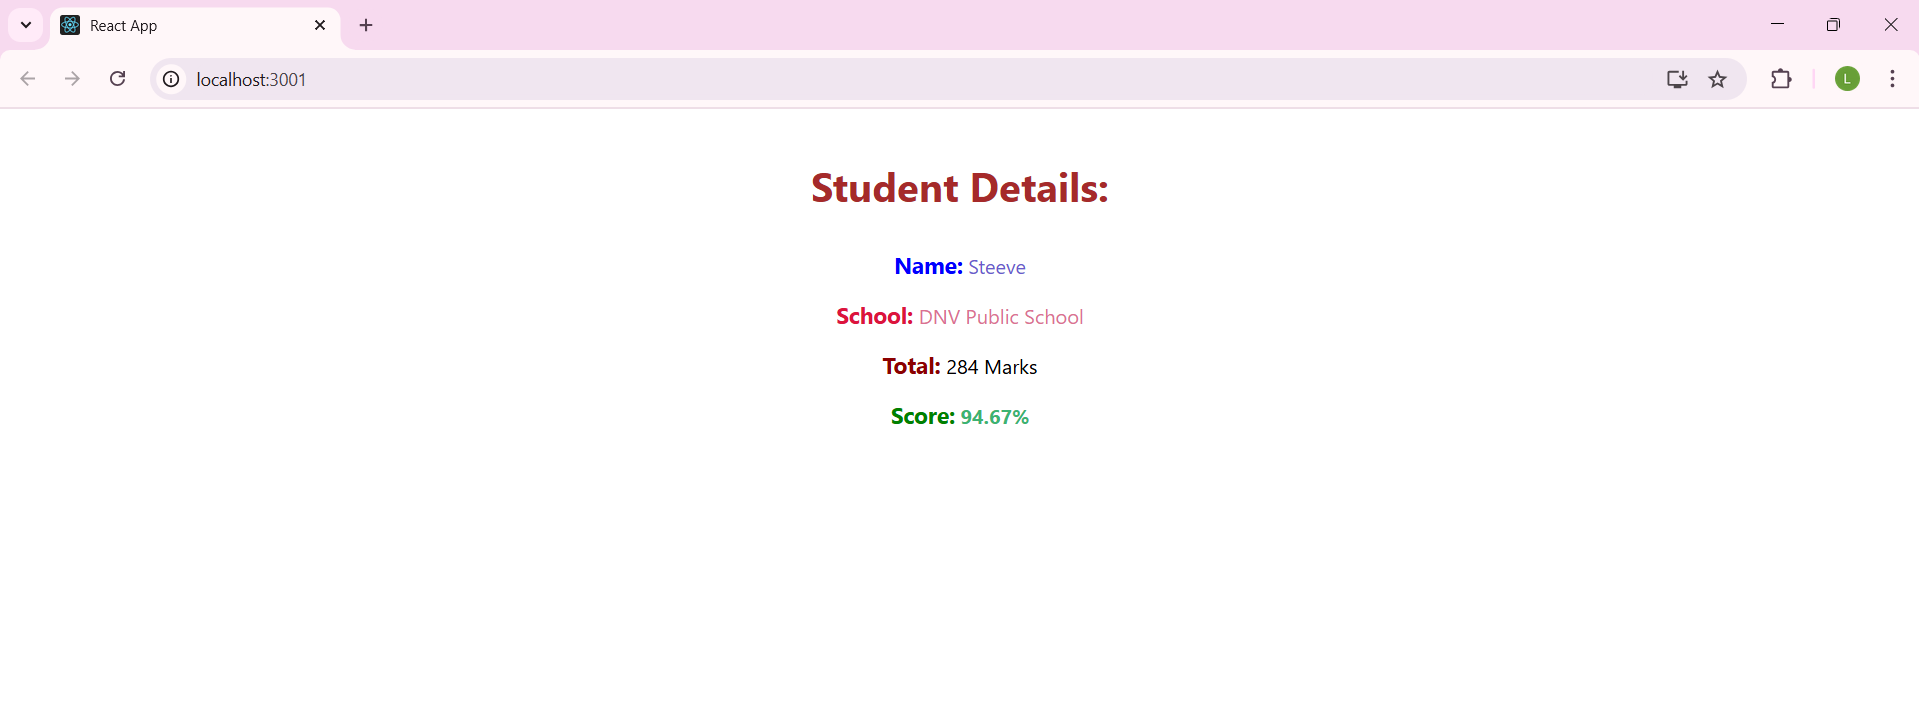 React App
localhost:3001
L
Student Details:
Name: Steeve
School: DNV Public School
Total: 284 Marks
Score: 94.67%